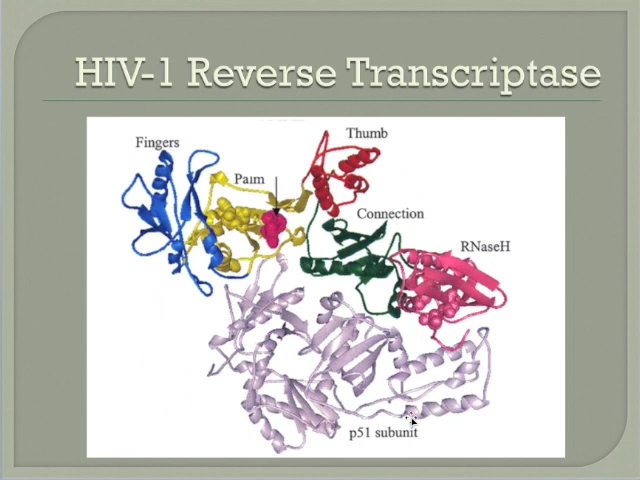 HIV-1 Reverse Transcriptase
Fingers
Thumb
Palm
Connection
RNaseH
p51 subunit